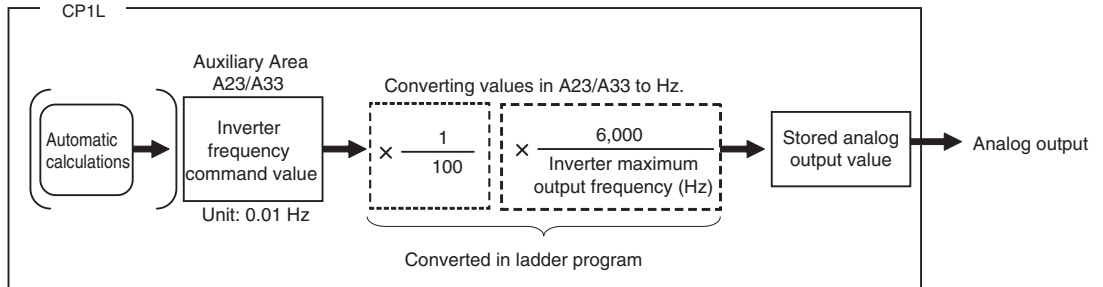 CP1L
Auxiliary Area
A23/A33
Converting values in A23/A33 to Hz.
Automatic
calculations
Inverter
frequency
command value
× 1
100
× 6,000
Inverter maximum
output frequency (Hz)
Stored analog
output value
Analog output
Unit: 0.01 Hz
Converted in ladder program